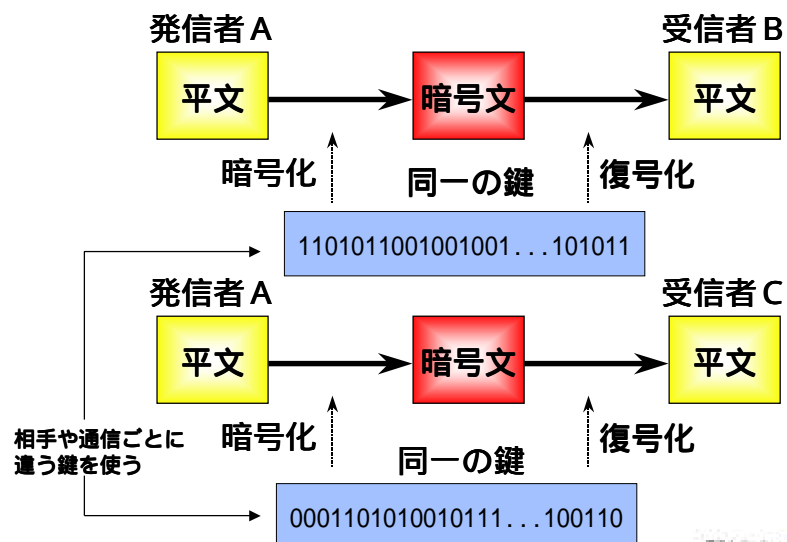 発信者A
受信者B
平文
暗号文
平文
暗号化
同一の鍵
復号化
1101011001001001...101011
発信者A
受信者C
平文
暗号文
平文
相手や通信ごとに
違う鍵を使う
暗号化
同一の鍵
復号化
0001101010010111...100110